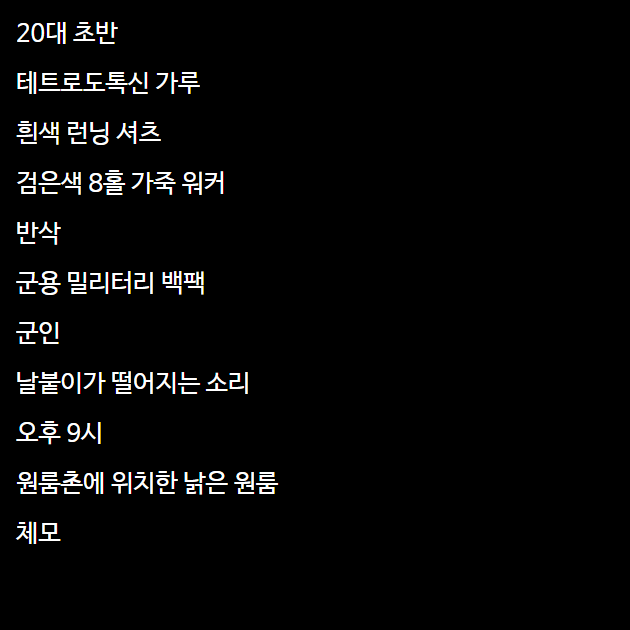 20대 초반
테트로도톡신 가루
흰색 런닝 셔츠
검은색 8홀 가죽 워커
반삭
군용 밀리터리 백팩
군인
날붙이가 떨어지는 소리
오후 9시
원룸촌에 위치한 낡은 원룸
체모